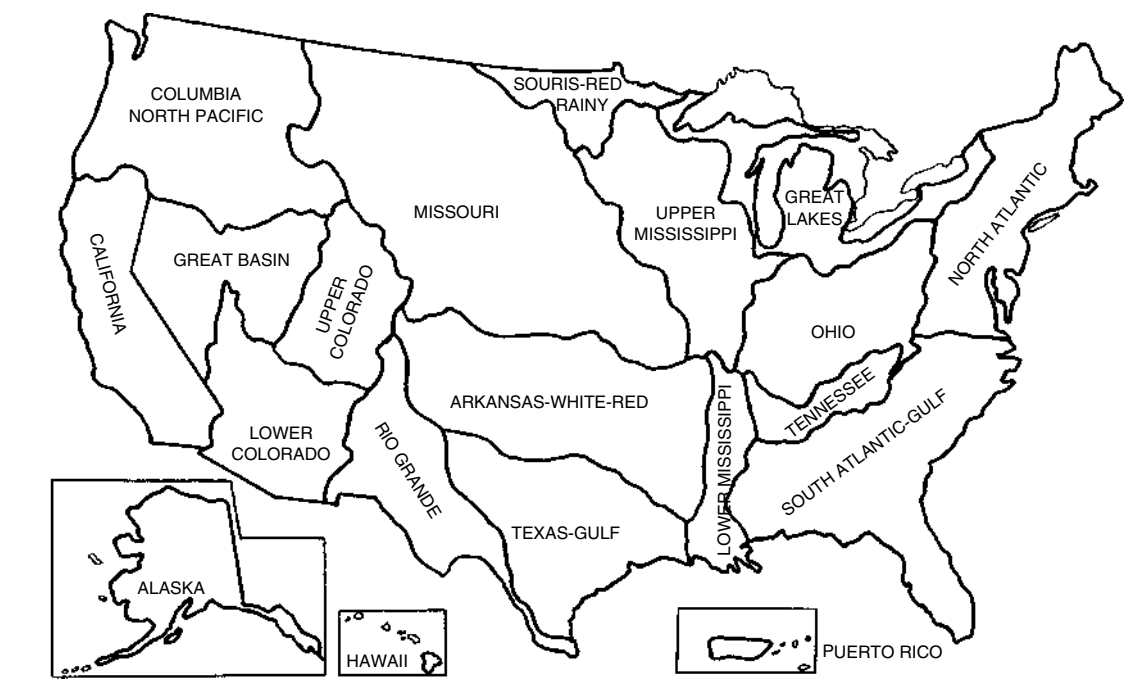 COLUMBIA
NORTH PACIFIC
SOURIS-RED
RAINY
MISSOURI
UPPER
MISSISSIPPI
GREAT
LAKES
NORTH ATLANTIC
CALIFORNIA
GREAT BASIN
UPPER
COLORADO
OHIO
TENNESSEE
ARKANSAS-WHITE-RED
LOWER MISSISSIPPI
SOUTH ATLANTIC-GULF
LOWER
COLORADO
RIO GRANDE
TEXAS-GULF
ALASKA
HAWAII
PUERTO RICO